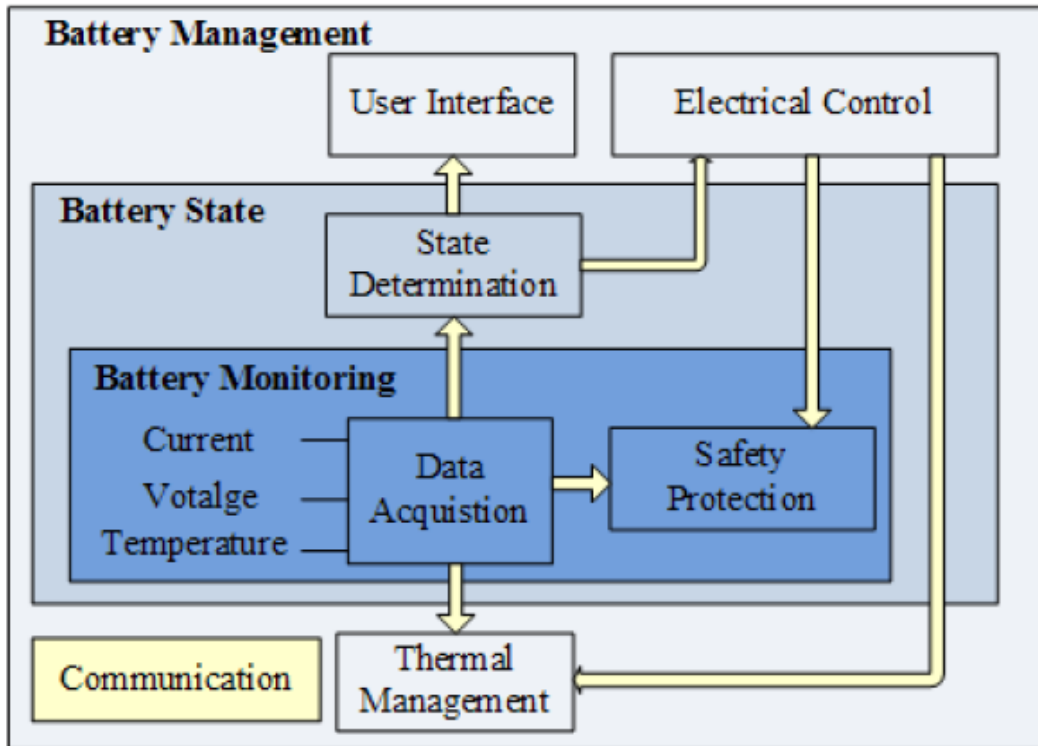 Battery Management
User Interface
Electrical Control
Battery State
State
Determination
Battery Monitoring
Current
Votalge
Temperature
Data
Acquistion
Safety
Protection
Communication
Thermal
Management